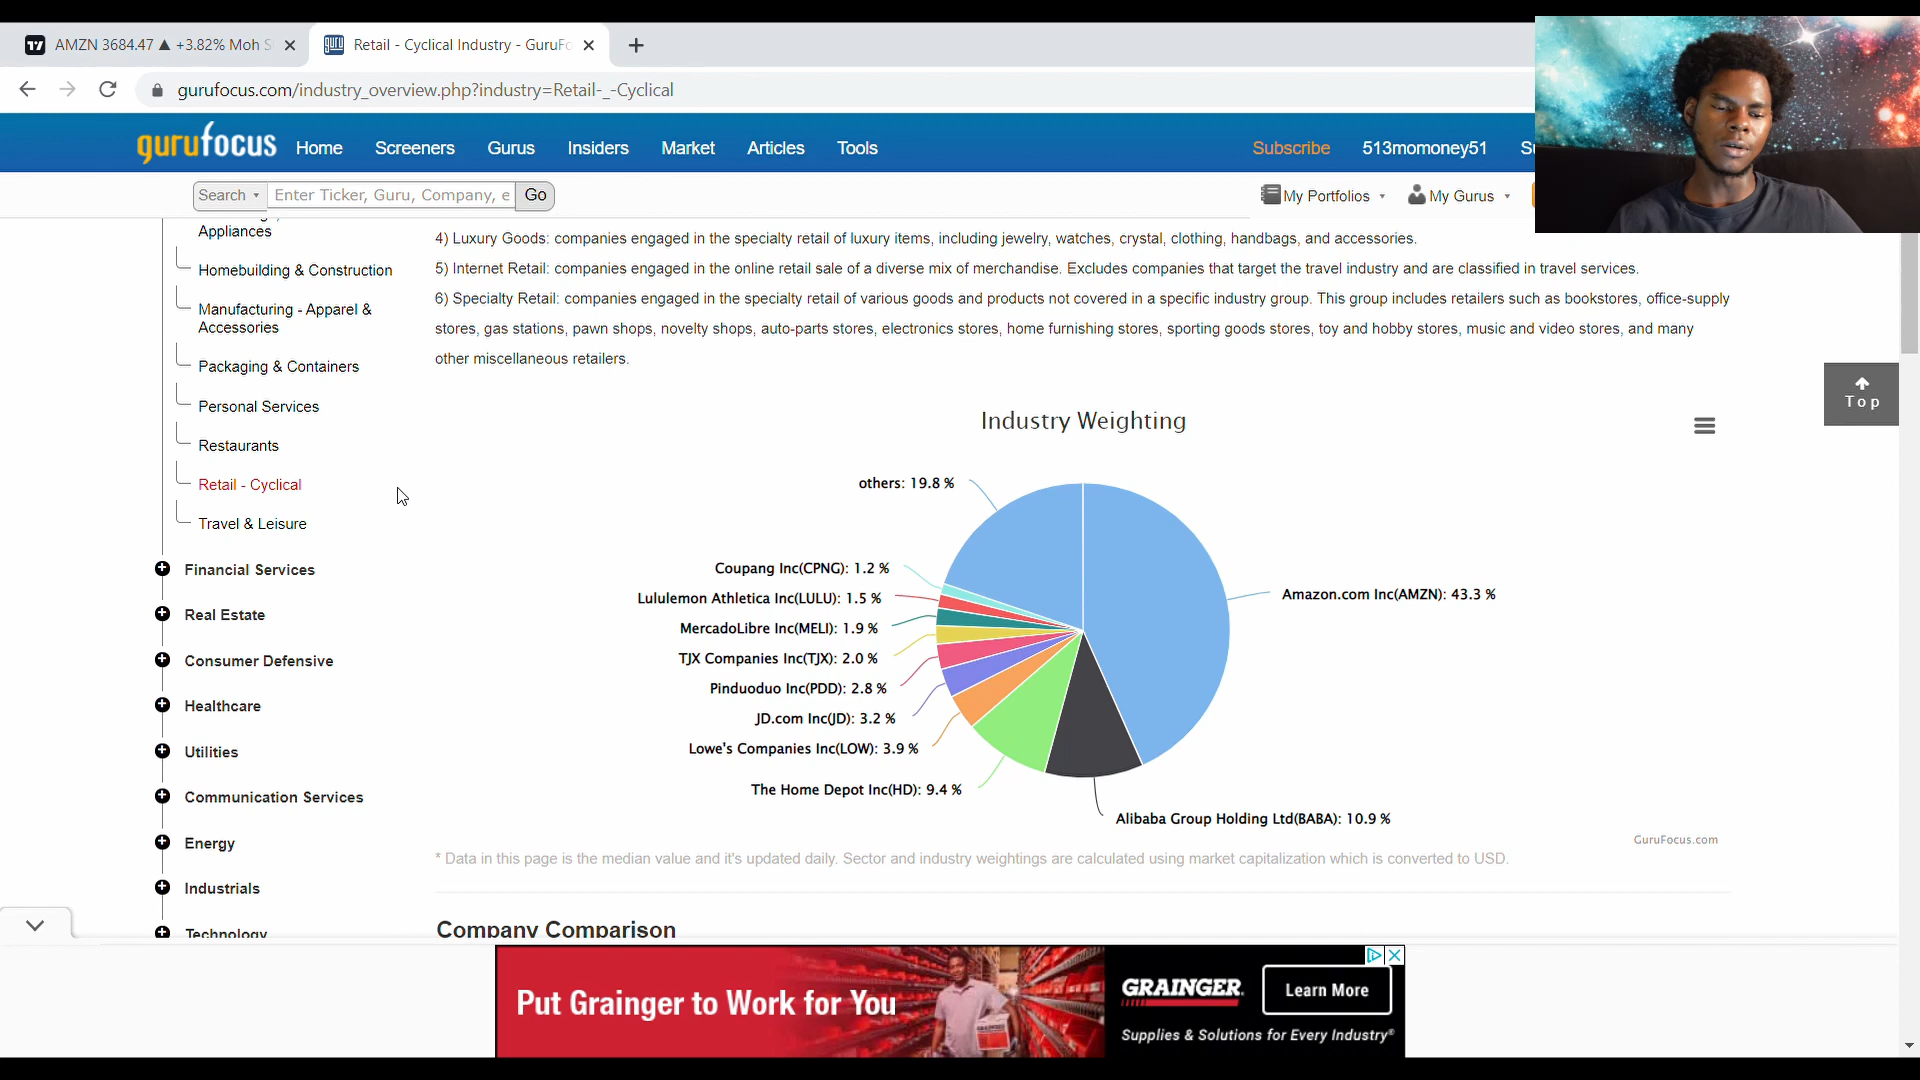 AMZN 3684.47 ▲ +3.82% Moh S
Retail - Cyclical Industry - GuruFo
gurufocus.com/industry_overview.php?industry=Retail-_-Cyclical
gurufocus
Home
Screeners
Gurus
Insiders
Market
Articles
Tools
Subscribe
513momoney51
Search
Enter Ticker, Guru, Company, e
Go
My Portfolios
My Gurus
Appliances
Homebuilding & Construction
Manufacturing - Apparel &
Accessories
Packaging & Containers
Personal Services
Restaurants
Retail - Cyclical
Travel & Leisure
Financial Services
Real Estate
Consumer Defensive
Healthcare
Utilities
Communication Services
Energy
Industrials
Technology
4) Luxury Goods: companies engaged in the specialty retail of luxury items, including jewelry, watches, crystal, clothing, handbags, and accessories.
5) Internet Retail: companies engaged in the online retail sale of a diverse mix of merchandise. Excludes companies that target the travel industry and are classified in travel services.
6) Specialty Retail: companies engaged in the specialty retail of various goods and products not covered in a specific industry group. This group includes retailers such as bookstores, office-supply
stores, gas stations, pawn shops, novelty shops, auto-parts stores, electronics stores, home furnishing stores, sporting goods stores, toy and hobby stores, music and video stores, and many
other miscellaneous retailers.
Top
Industry Weighting
others: 19.8 %
Coupang Inc(CPNG): 1.2 %
Lululemon Athletica Inc(LULU): 1.5 %
MercadoLibre Inc(MELI): 1.9 %
TJX Companies Inc(TJX): 2.0 %
Pinduoduo Inc(PDD): 2.8 %
JD.com Inc(JD): 3.2 %
Lowe's Companies Inc(LOW): 3.9 %
The Home Depot Inc(HD): 9.4 %
Amazon.com Inc(AMZN): 43.3 %
Alibaba Group Holding Ltd(BABA): 10.9 %
GuruFocus.com
* Data in this page is the median value and it's updated daily. Sector and industry weightings are calculated using market capitalization which is converted to USD.
Company Comparison
Put Grainger to Work for You
GRAINGER
Learn More
Supplies & Solutions for Every Industry®